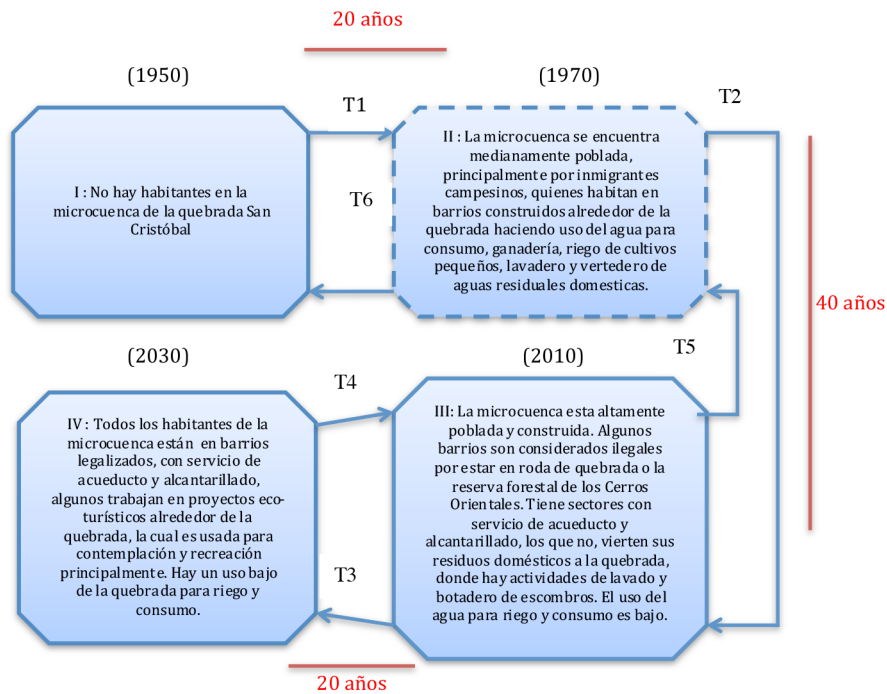 20 años
(1950)
(1970)
T1
T2
I : No hay habitantes en la
microcuenca de la quebrada San
Cristóbal
T6
II : La microcuenca se encuentra
medianamente poblada,
principalmente por inmigrantes
campesinos, quienes habitan en
barrios construidos alrededor de la
quebrada haciendo uso del agua para
consumo, ganadería, riego de cultivos
pequeños, lavadero y vertedero de
aguas residuales domesticas.
40 años
(2030)
(2010)
T5
T4
IV : Todos los habitantes de la
microcuenca están en barrios
legalizados, con servicio de
acueducto y alcantarillado,
algunos trabajan en proyectos eco-
turísticos alrededor de la
quebrada, la cual es usada para
contemplación y recreación
principalmente. Hay un uso bajo
de la quebrada para riego y
consumo.
T3
III: La microcuenca esta altamente
poblada y construida. Algunos
barrios son considerados ilegales
por estar en roda de quebrada o la
reserva forestal de los Cerros
Orientales. Tiene sectores con
servicio de acueducto y
alcantarillado, los que no, vierten sus
residuos domésticos a la quebrada,
donde hay actividades de lavado y
botadero de escombros. El uso del
agua para riego y consumo es bajo.
20 años